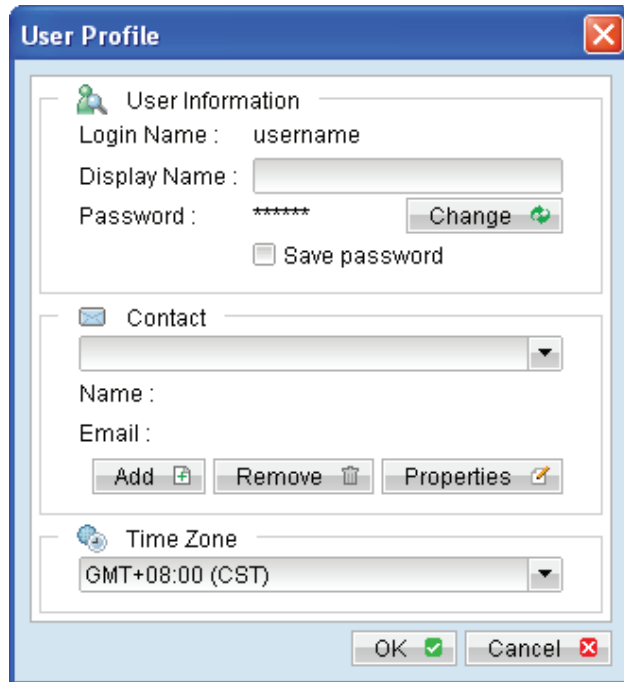 User Profile
User Information
Login Name : username
Display Name :
Password : ****** Change
Save password
Contact
Name :
Email :
Add Remove Properties
Time Zone
GMT+08:00 (CST)
OK Cancel